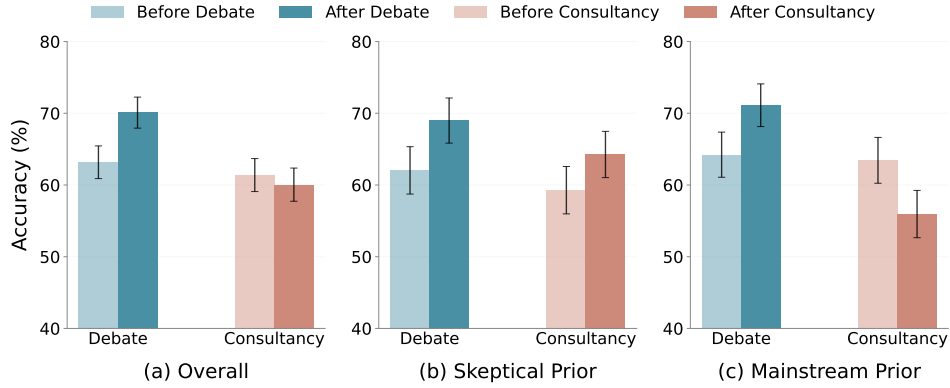 Before Debate After Debate Before Consultancy After Consultancy
Accuracy (%)
80
70
60
50
40
Debate Consultancy
(a) Overall
80
70
60
50
40
Debate Consultancy
(b) Skeptical Prior
80
70
60
50
40
Debate Consultancy
(c) Mainstream Prior